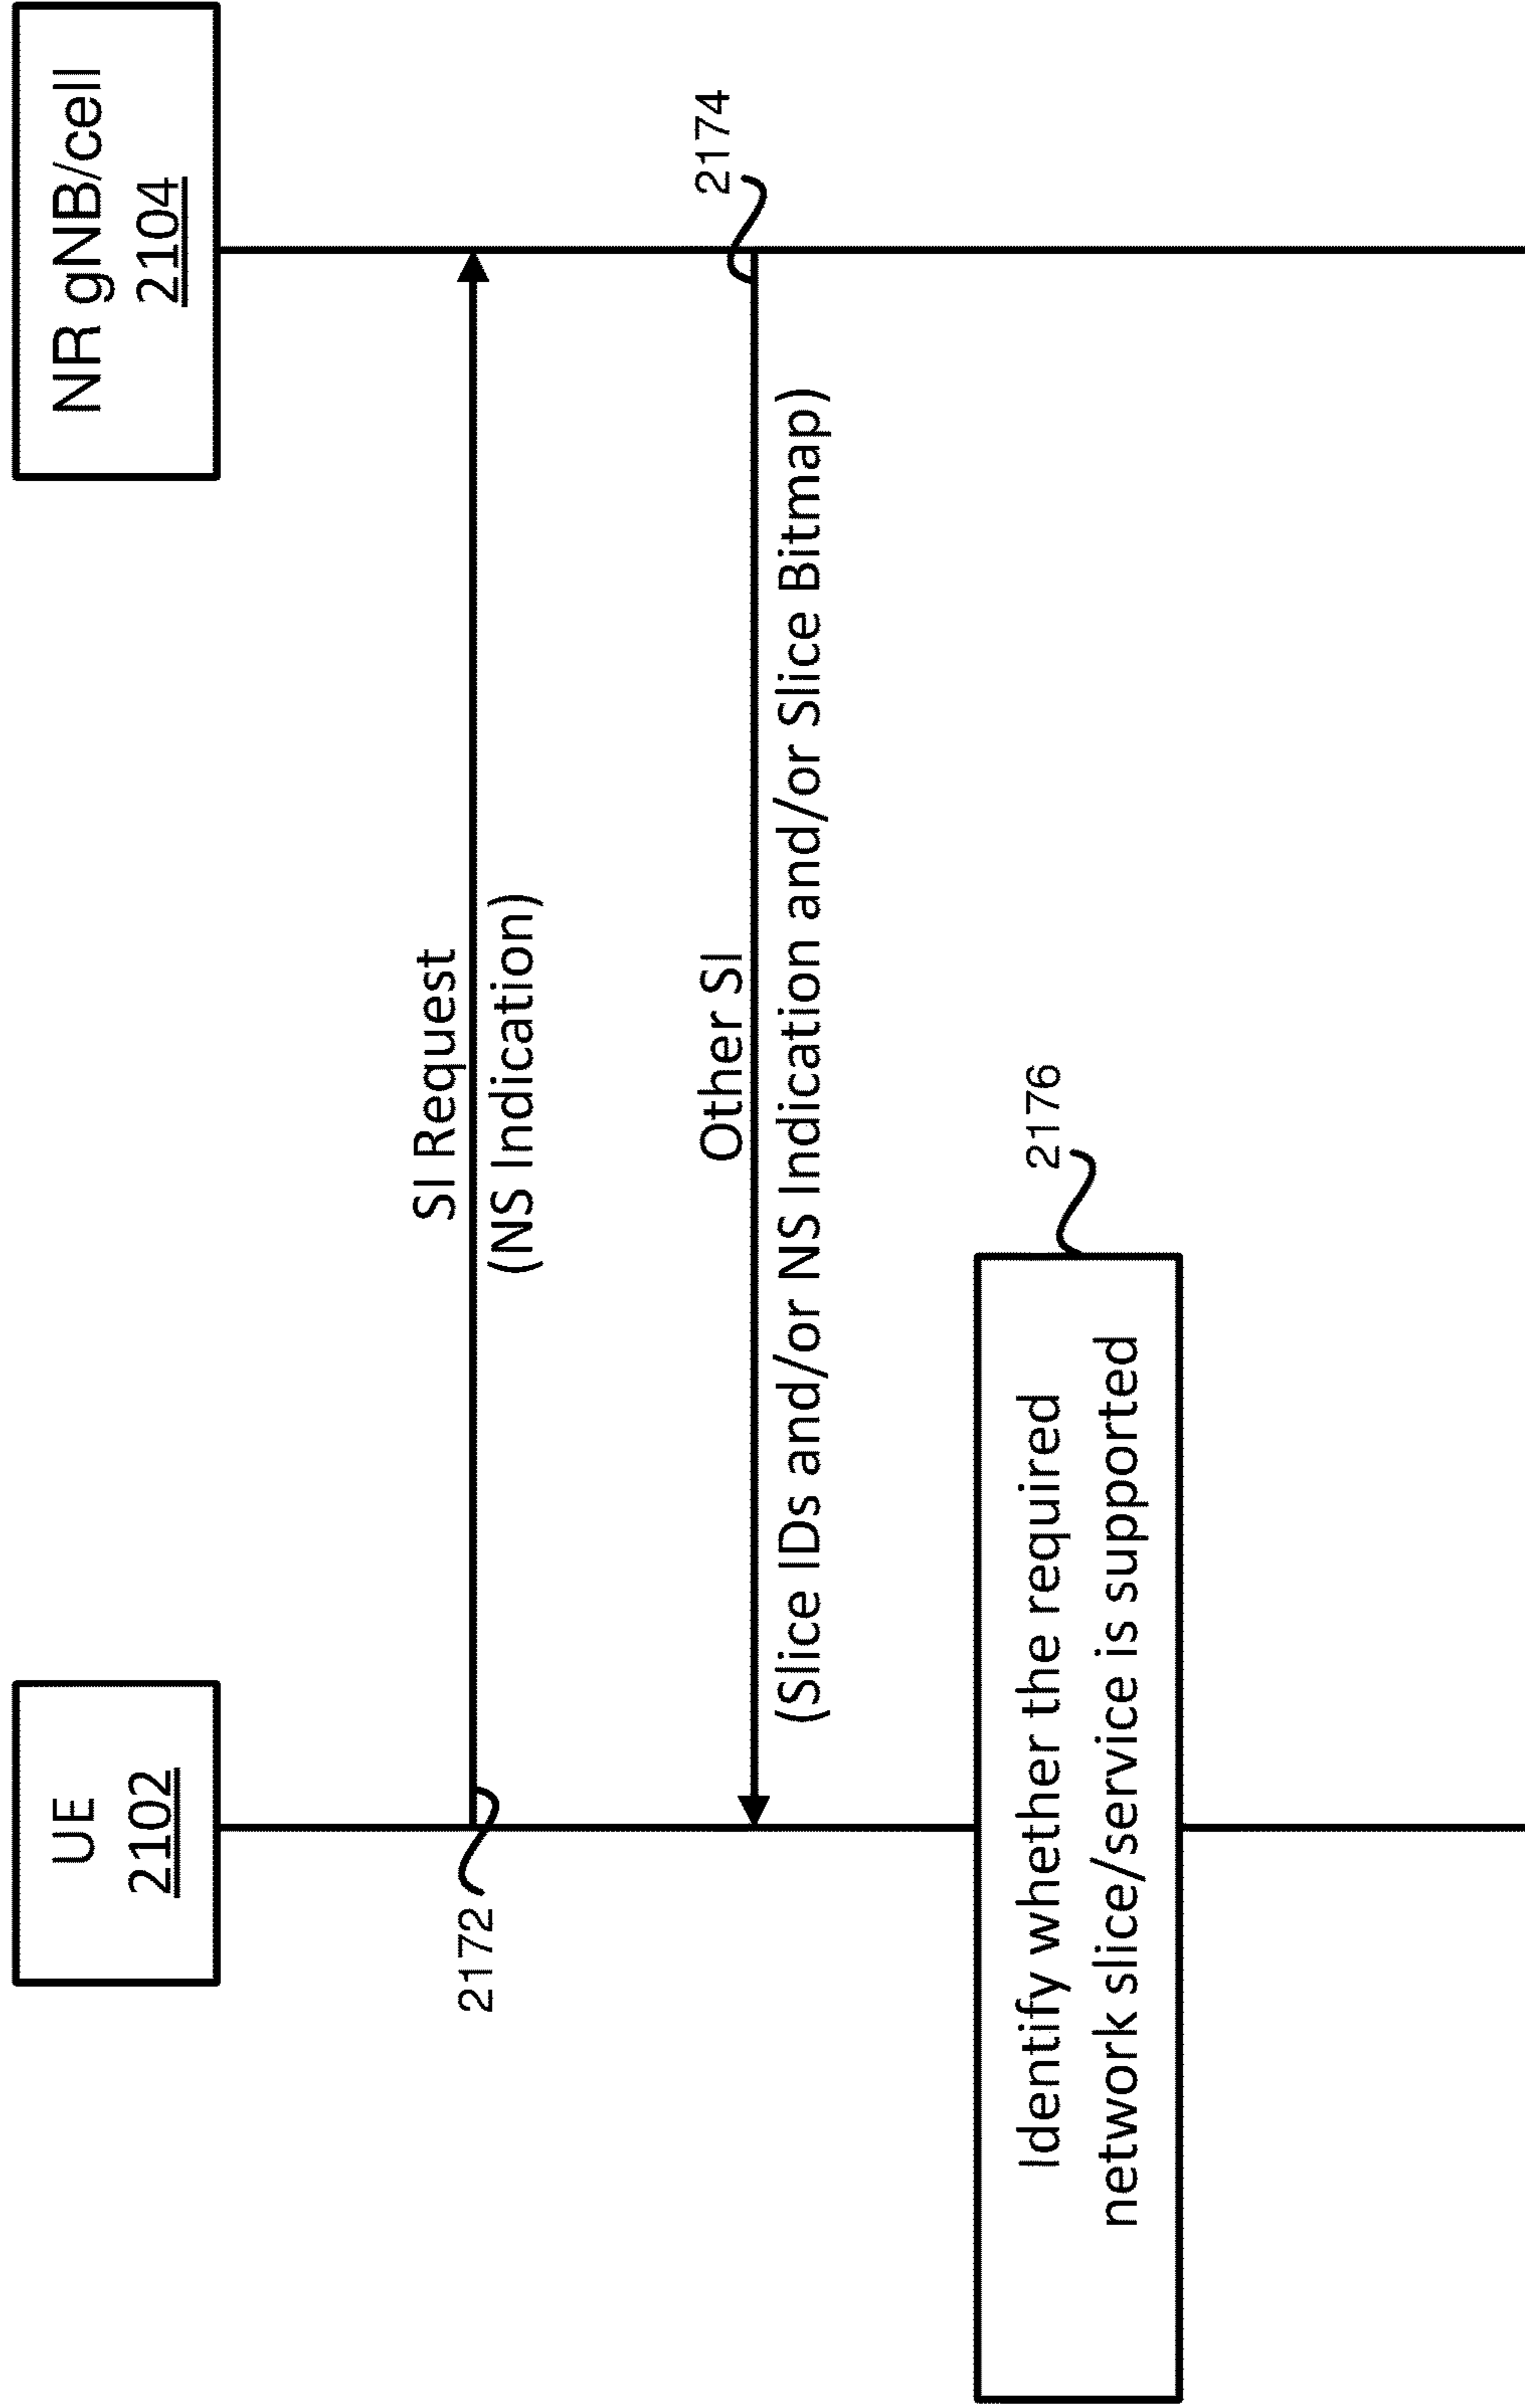 UE
2102
NR gNB/cell
2104
SI Request
(NS Indication)
2172
2174
Other SI
(Slice IDs and/or NS Indication and/or Slice Bitmap)
2176
Identify whether the required
network slice/service is supported